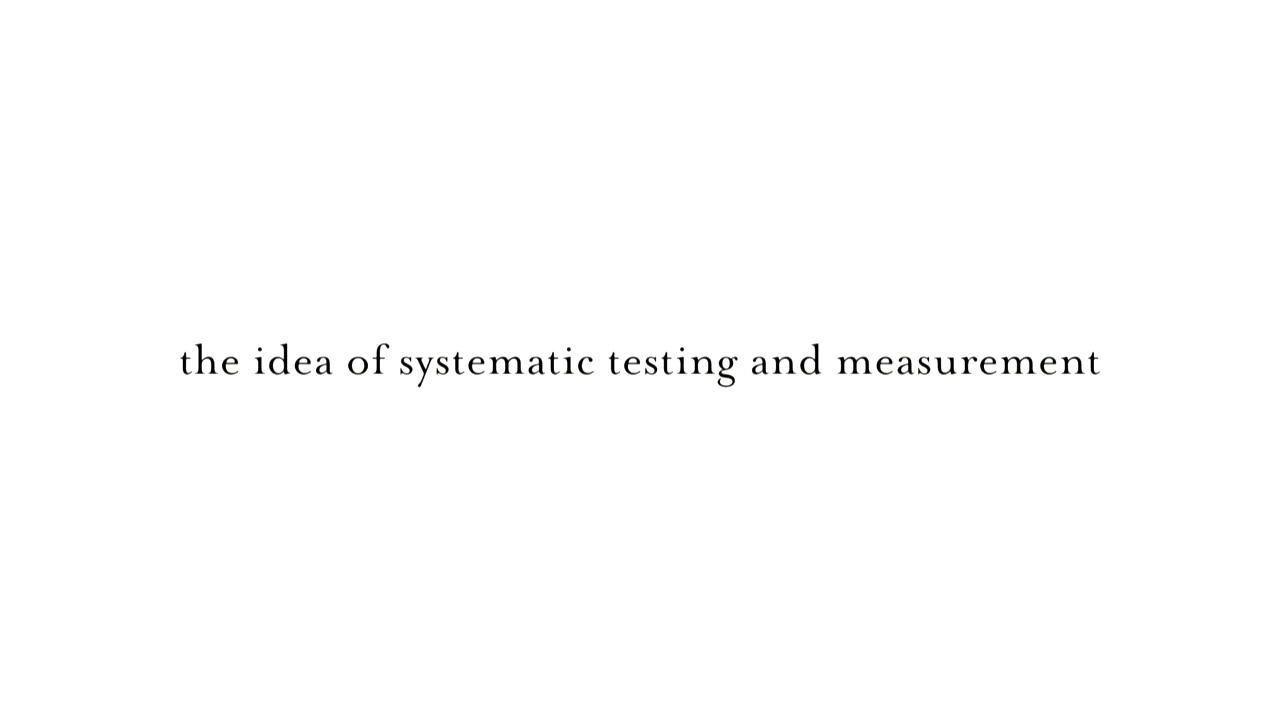 the idea of systematic testing and measurement